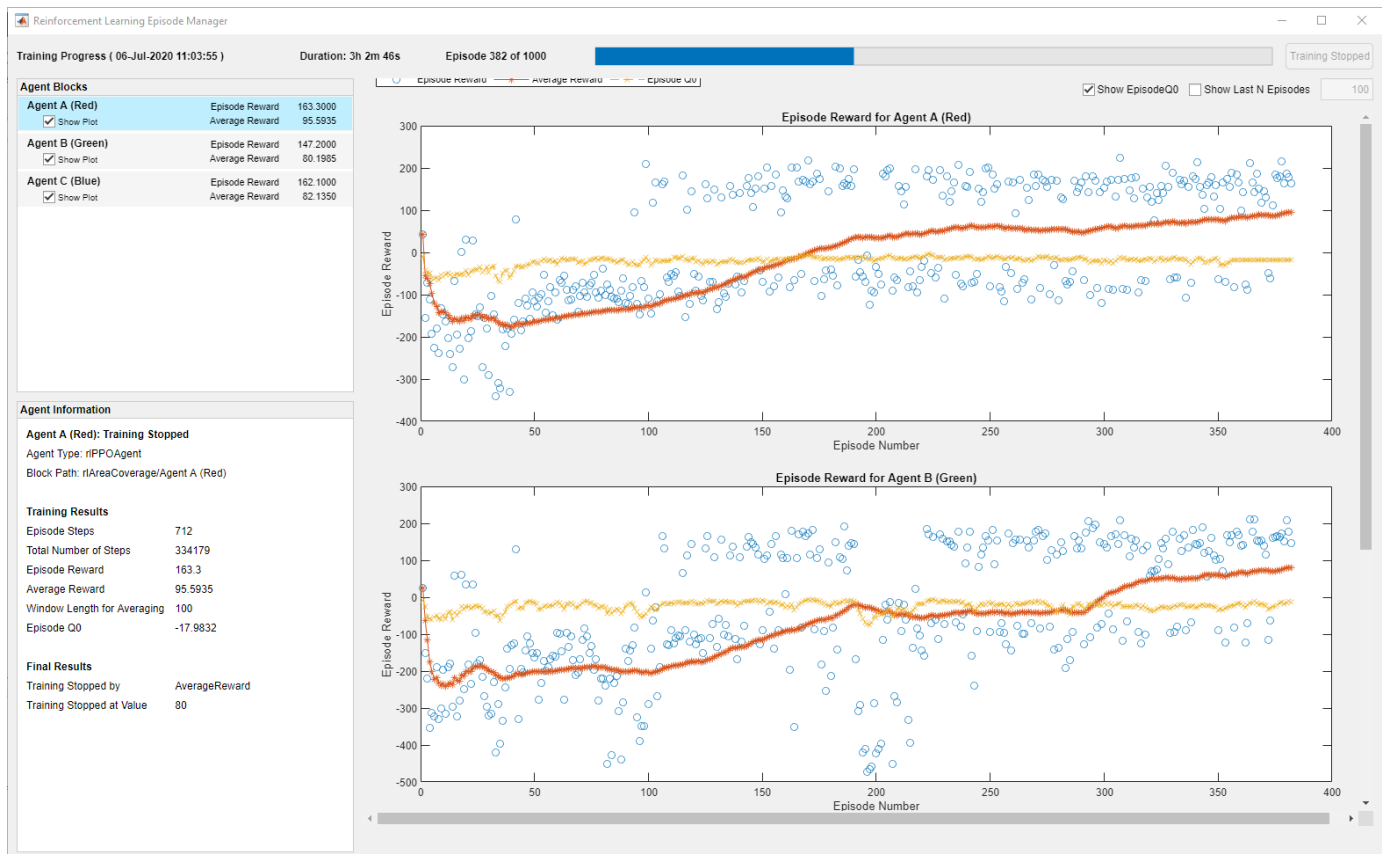 Reinforcement Learning Episode Manager
Training Progress ( 06-Jul-2020 11:03:55 ) Duration: 3h 2m 46s Episode 382 of 1000 Training Stopped
Agent Blocks
Agent A (Red) Episode Reward 163.3000
Show Plot Average Reward 95.5935
Agent B (Green) Episode Reward 147.2000
Show Plot Average Reward 80.1985
Agent C (Blue) Episode Reward 162.1000
Show Plot Average Reward 82.1350
Agent Information
Agent A (Red): Training Stopped
Agent Type: rlPPOAgent
Block Path: rlAreaCoverage/Agent A (Red)
Training Results
Episode Steps 712
Total Number of Steps 334179
Episode Reward 163.3
Average Reward 95.5935
Window Length for Averaging 100
Episode Q0 -17.9832
Final Results
Training Stopped by AverageReward
Training Stopped at Value 80
Episode Reward Average Reward Episode Q0
Show EpisodeQ0 Show Last N Episodes 100
Episode Reward for Agent A (Red)
Episode Reward
300
200
100
0
-100
-200
-300
-400
0 50 100 150 200 250 300 350 400
Episode Number
Episode Reward for Agent B (Green)
Episode Reward
300
200
100
0
-100
-200
-300
-400
-500
0 50 100 150 200 250 300 350 400
Episode Number